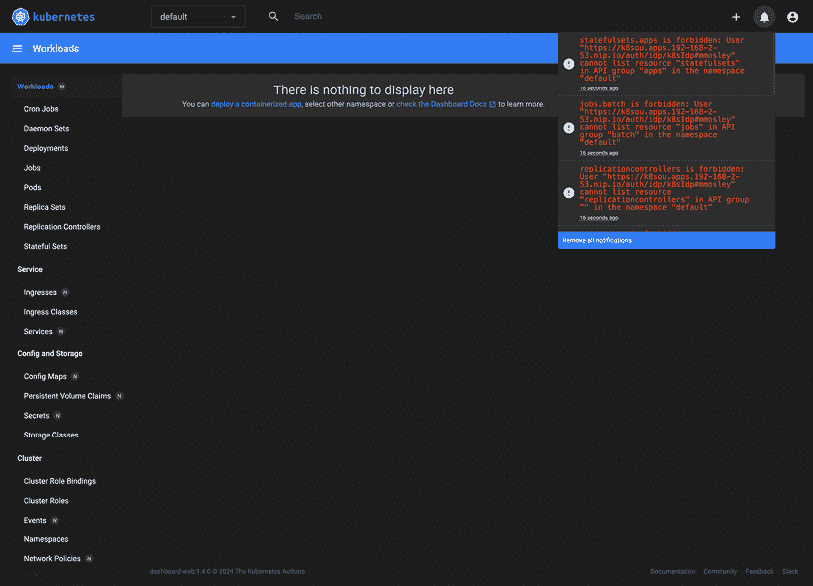 kubernetes
default
Search
Workloads
statefulsets.apps is forbidden: User
"https://k8sou.apps.192-168-2-
53.nip.io/auth/idp/k8sIdp#mmosley"
cannot list resource "statefulsets"
in API group "apps" in the namespace
"default"
16 seconds ago
jobs.batch is forbidden: User
"https://k8sou.apps.192-168-2-
53.nip.io/auth/idp/k8sIdp#mmosley"
cannot list resource "jobs" in API
group "batch" in the namespace
"default"
16 seconds ago
replicationcontrollers is forbidden:
User "https://k8sou.apps.192-168-2-
53.nip.io/auth/idp/k8sIdp#mmosley"
cannot list resource
"replicationcontrollers" in API group
"" in the namespace "default"
16 seconds ago
Remove all notifications
There is nothing to display here
You can deploy a containerized app, select other namespace or check the Dashboard Docs to learn more.
Workloads N
Cron Jobs
Daemon Sets
Deployments
Jobs
Pods
Replica Sets
Replication Controllers
Stateful Sets
Service
Ingresses N
Ingress Classes
Services N
Config and Storage
Config Maps N
Persistent Volume Claims N
Secrets N
Storage Classes
Cluster
Cluster Role Bindings
Cluster Roles
Events N
Namespaces
Network Policies N
dashboard-web:1.4.0 © 2024 The Kubernetes Authors
Documentation Community Feedback Slack